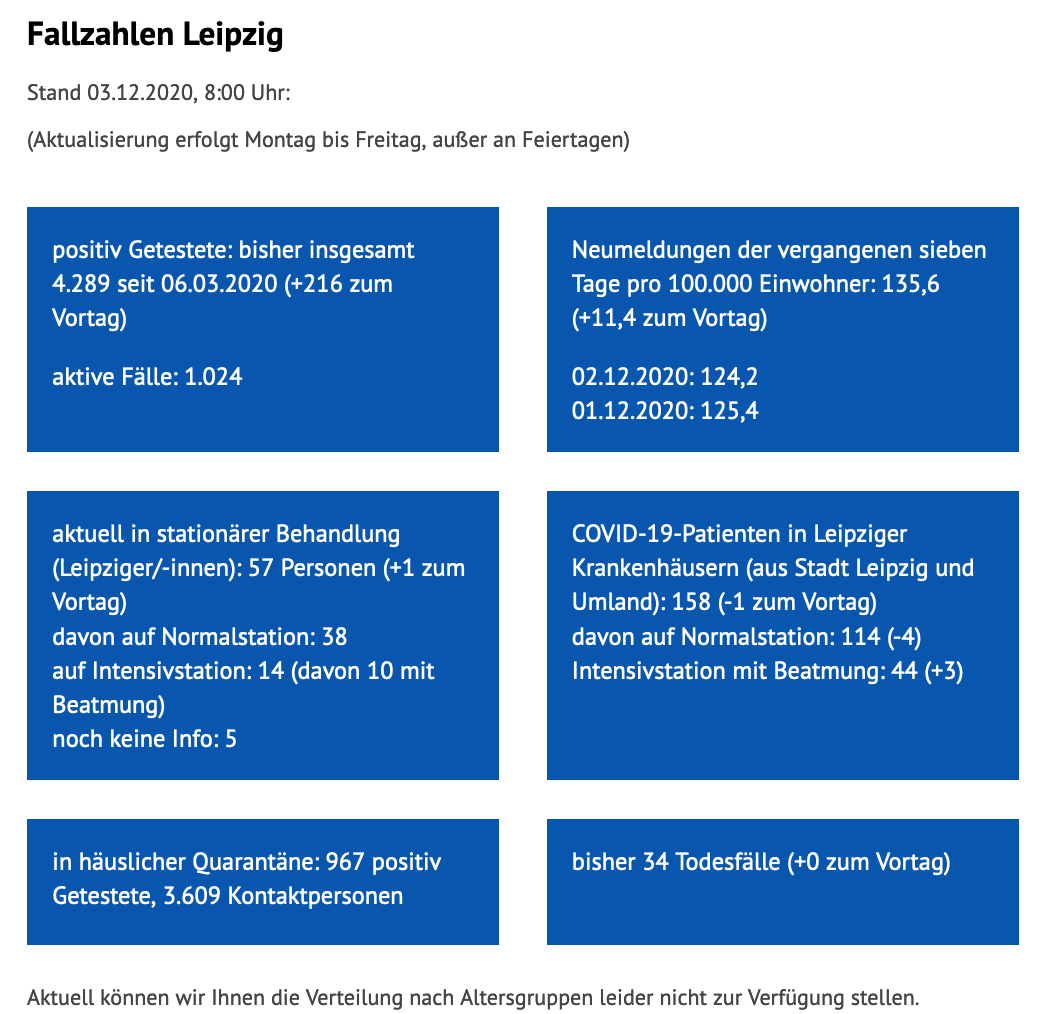 Fallzahlen Leipzig
Stand 03.12.2020, 8:00 Uhr:
(Aktualisierung erfolgt Montag bis Freitag, außer an Feiertagen)
positiv Getestete: bisher insgesamt
4.289 seit 06.03.2020 (+216 zum
Vortag)
aktive Fälle: 1.024
Neumeldungen der vergangenen sieben
Tage pro 100.000 Einwohner: 135,6
(+11,4 zum Vortag)
02.12.2020: 124,2
01.12.2020: 125,4
aktuell in stationärer Behandlung
(Leipziger/-innen): 57 Personen (+1 zum
Vortag)
davon auf Normalstation: 38
auf Intensivstation: 14 (davon 10 mit
Beatmung)
noch keine Info: 5
COVID-19-Patienten in Leipziger
Krankenhäusern (aus Stadt Leipzig und
Umland): 158 (-1 zum Vortag)
davon auf Normalstation: 114 (-4)
Intensivstation mit Beatmung: 44 (+3)
in häuslicher Quarantäne: 967 positiv
Getestete, 3.609 Kontaktpersonen
bisher 34 Todesfälle (+0 zum Vortag)
Aktuell können wir Ihnen die Verteilung nach Altersgruppen leider nicht zur Verfügung stellen.